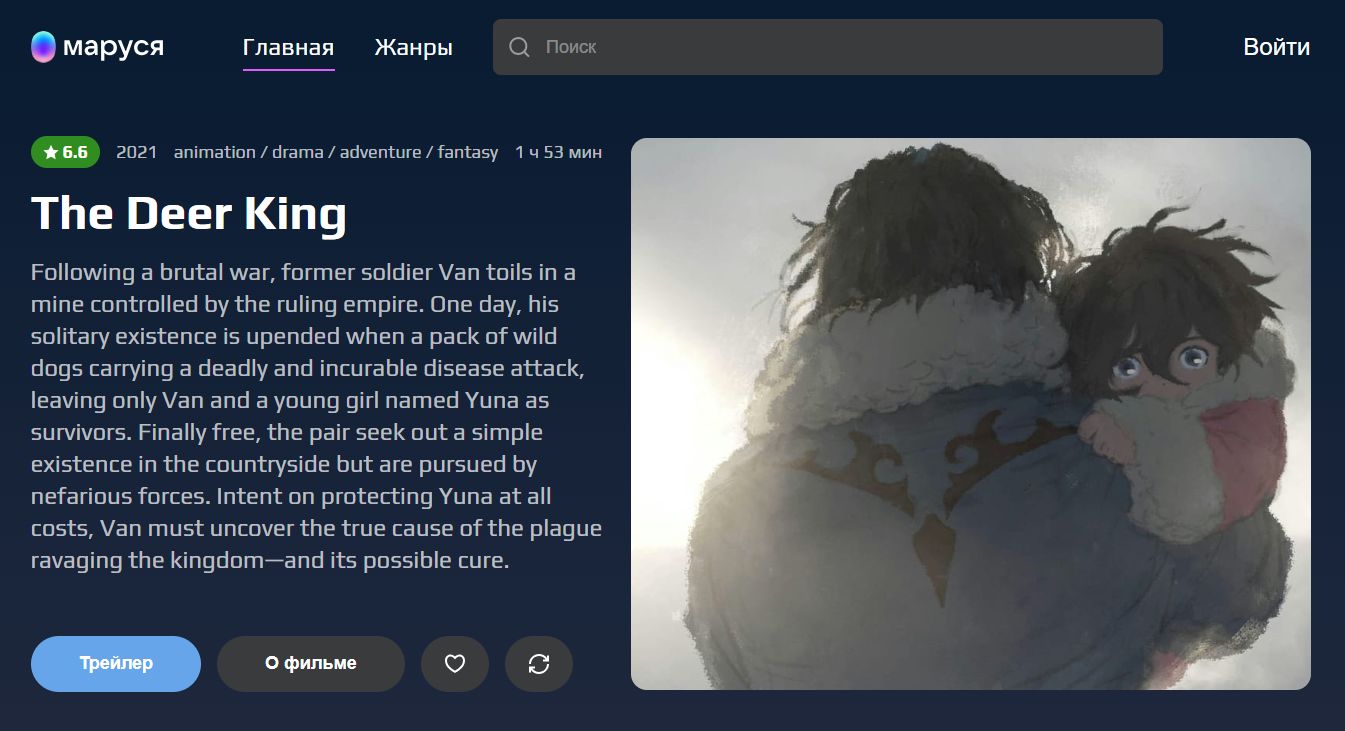 маруся
Главная
Жанры
Поиск
Войти
6.6 2021 animation / drama / adventure / fantasy 1 ч 53 мин
The Deer King
Following a brutal war, former soldier Van toils in a
mine controlled by the ruling empire. One day, his
solitary existence is upended when a pack of wild
dogs carrying a deadly and incurable disease attack,
leaving only Van and a young girl named Yuna as
survivors. Finally free, the pair seek out a simple
existence in the countryside but are pursued by
nefarious forces. Intent on protecting Yuna at all
costs, Van must uncover the true cause of the plague
ravaging the kingdom—and its possible cure.
Трейлер
О фильме